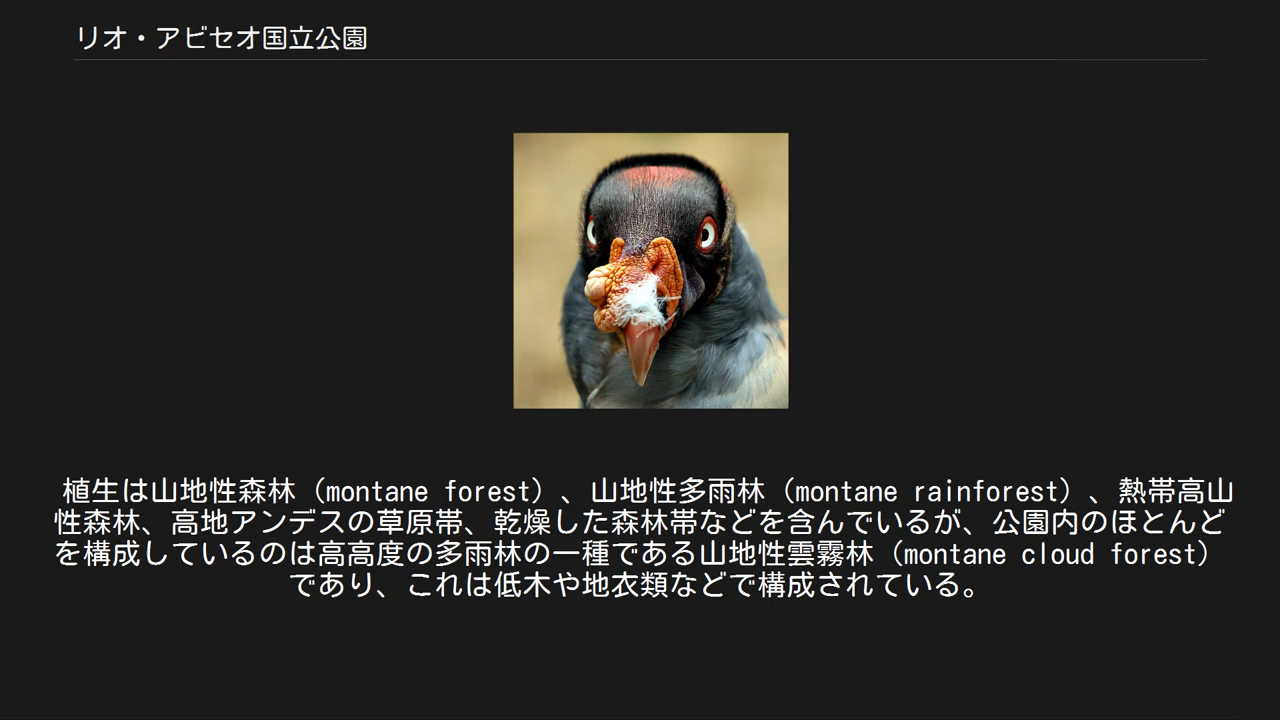 リオ・アビセオ国立公園
植生は山地性森林（montane forest）、山地性多雨林（montane rainforest）、熱帯高山
性森林、高地アンデスの草原帯、乾燥した森林帯などを含んでいるが、公園内のほとんど
を構成しているのは高高度の多雨林の一種である山地性雲霧林（montane cloud forest）
であり、これは低木や地衣類などで構成されている。